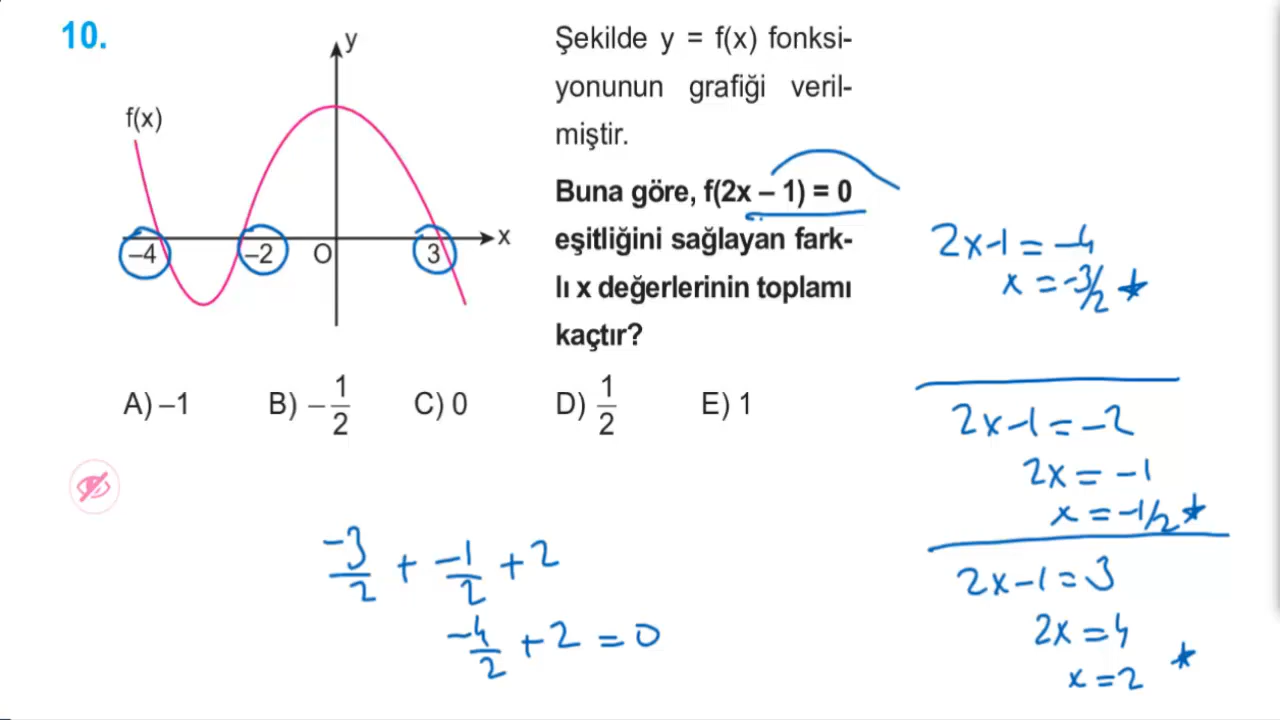 10.
y
f(x)
-4
-2
O
3
x
Şekilde y = f(x) fonksi-
yonunun grafiği veril-
miştir.
Buna göre, f(2x – 1) = 0
eşitliğini sağlayan fark-
lı x değerlerinin toplamı
kaçtır?
A) –1 B) –1/2 C) 0 D) 1/2 E) 1
2x-1 = -4
x = -3/2 ★
2x-1 = -2
2x = -1
x = -1/2 ★
2x-1 = 3
2x = 4
x = 2 ★
-3/2 + -1/2 + 2
-4/2 + 2 = 0